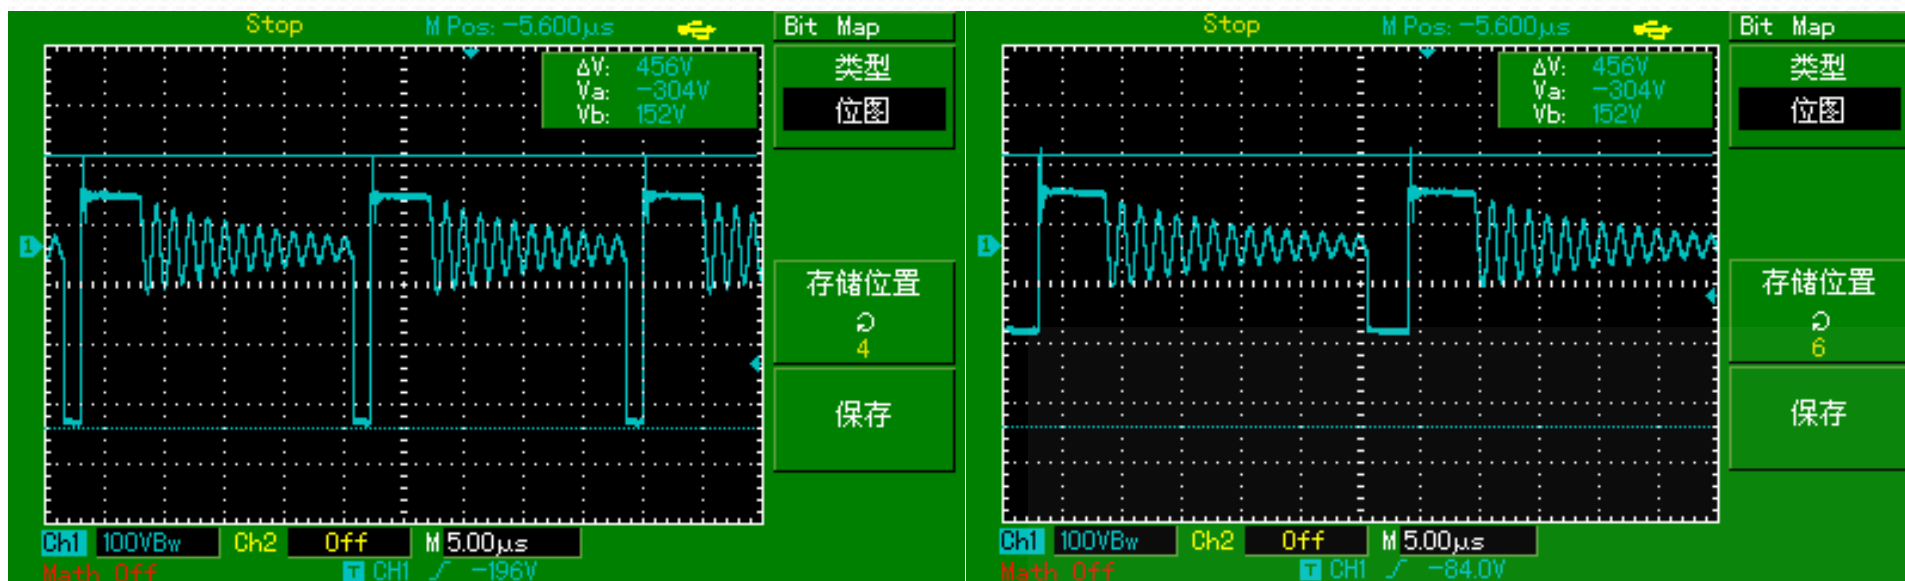 Stop M Pos: -5.600µs Bit Map
ΔV: 456V
Va: -304V
Vb: 152V
类型
位图
1
存储位置
4
保存
Ch1 100VBw Ch2 Off M 5.00µs
Math Off T CH1 -196V
Stop M Pos: -5.600µs Bit Map
ΔV: 456V
Va: -304V
Vb: 152V
类型
位图
1
存储位置
6
保存
Ch1 100VBw Ch2 Off M 5.00µs
Math Off T CH1 -84.0V